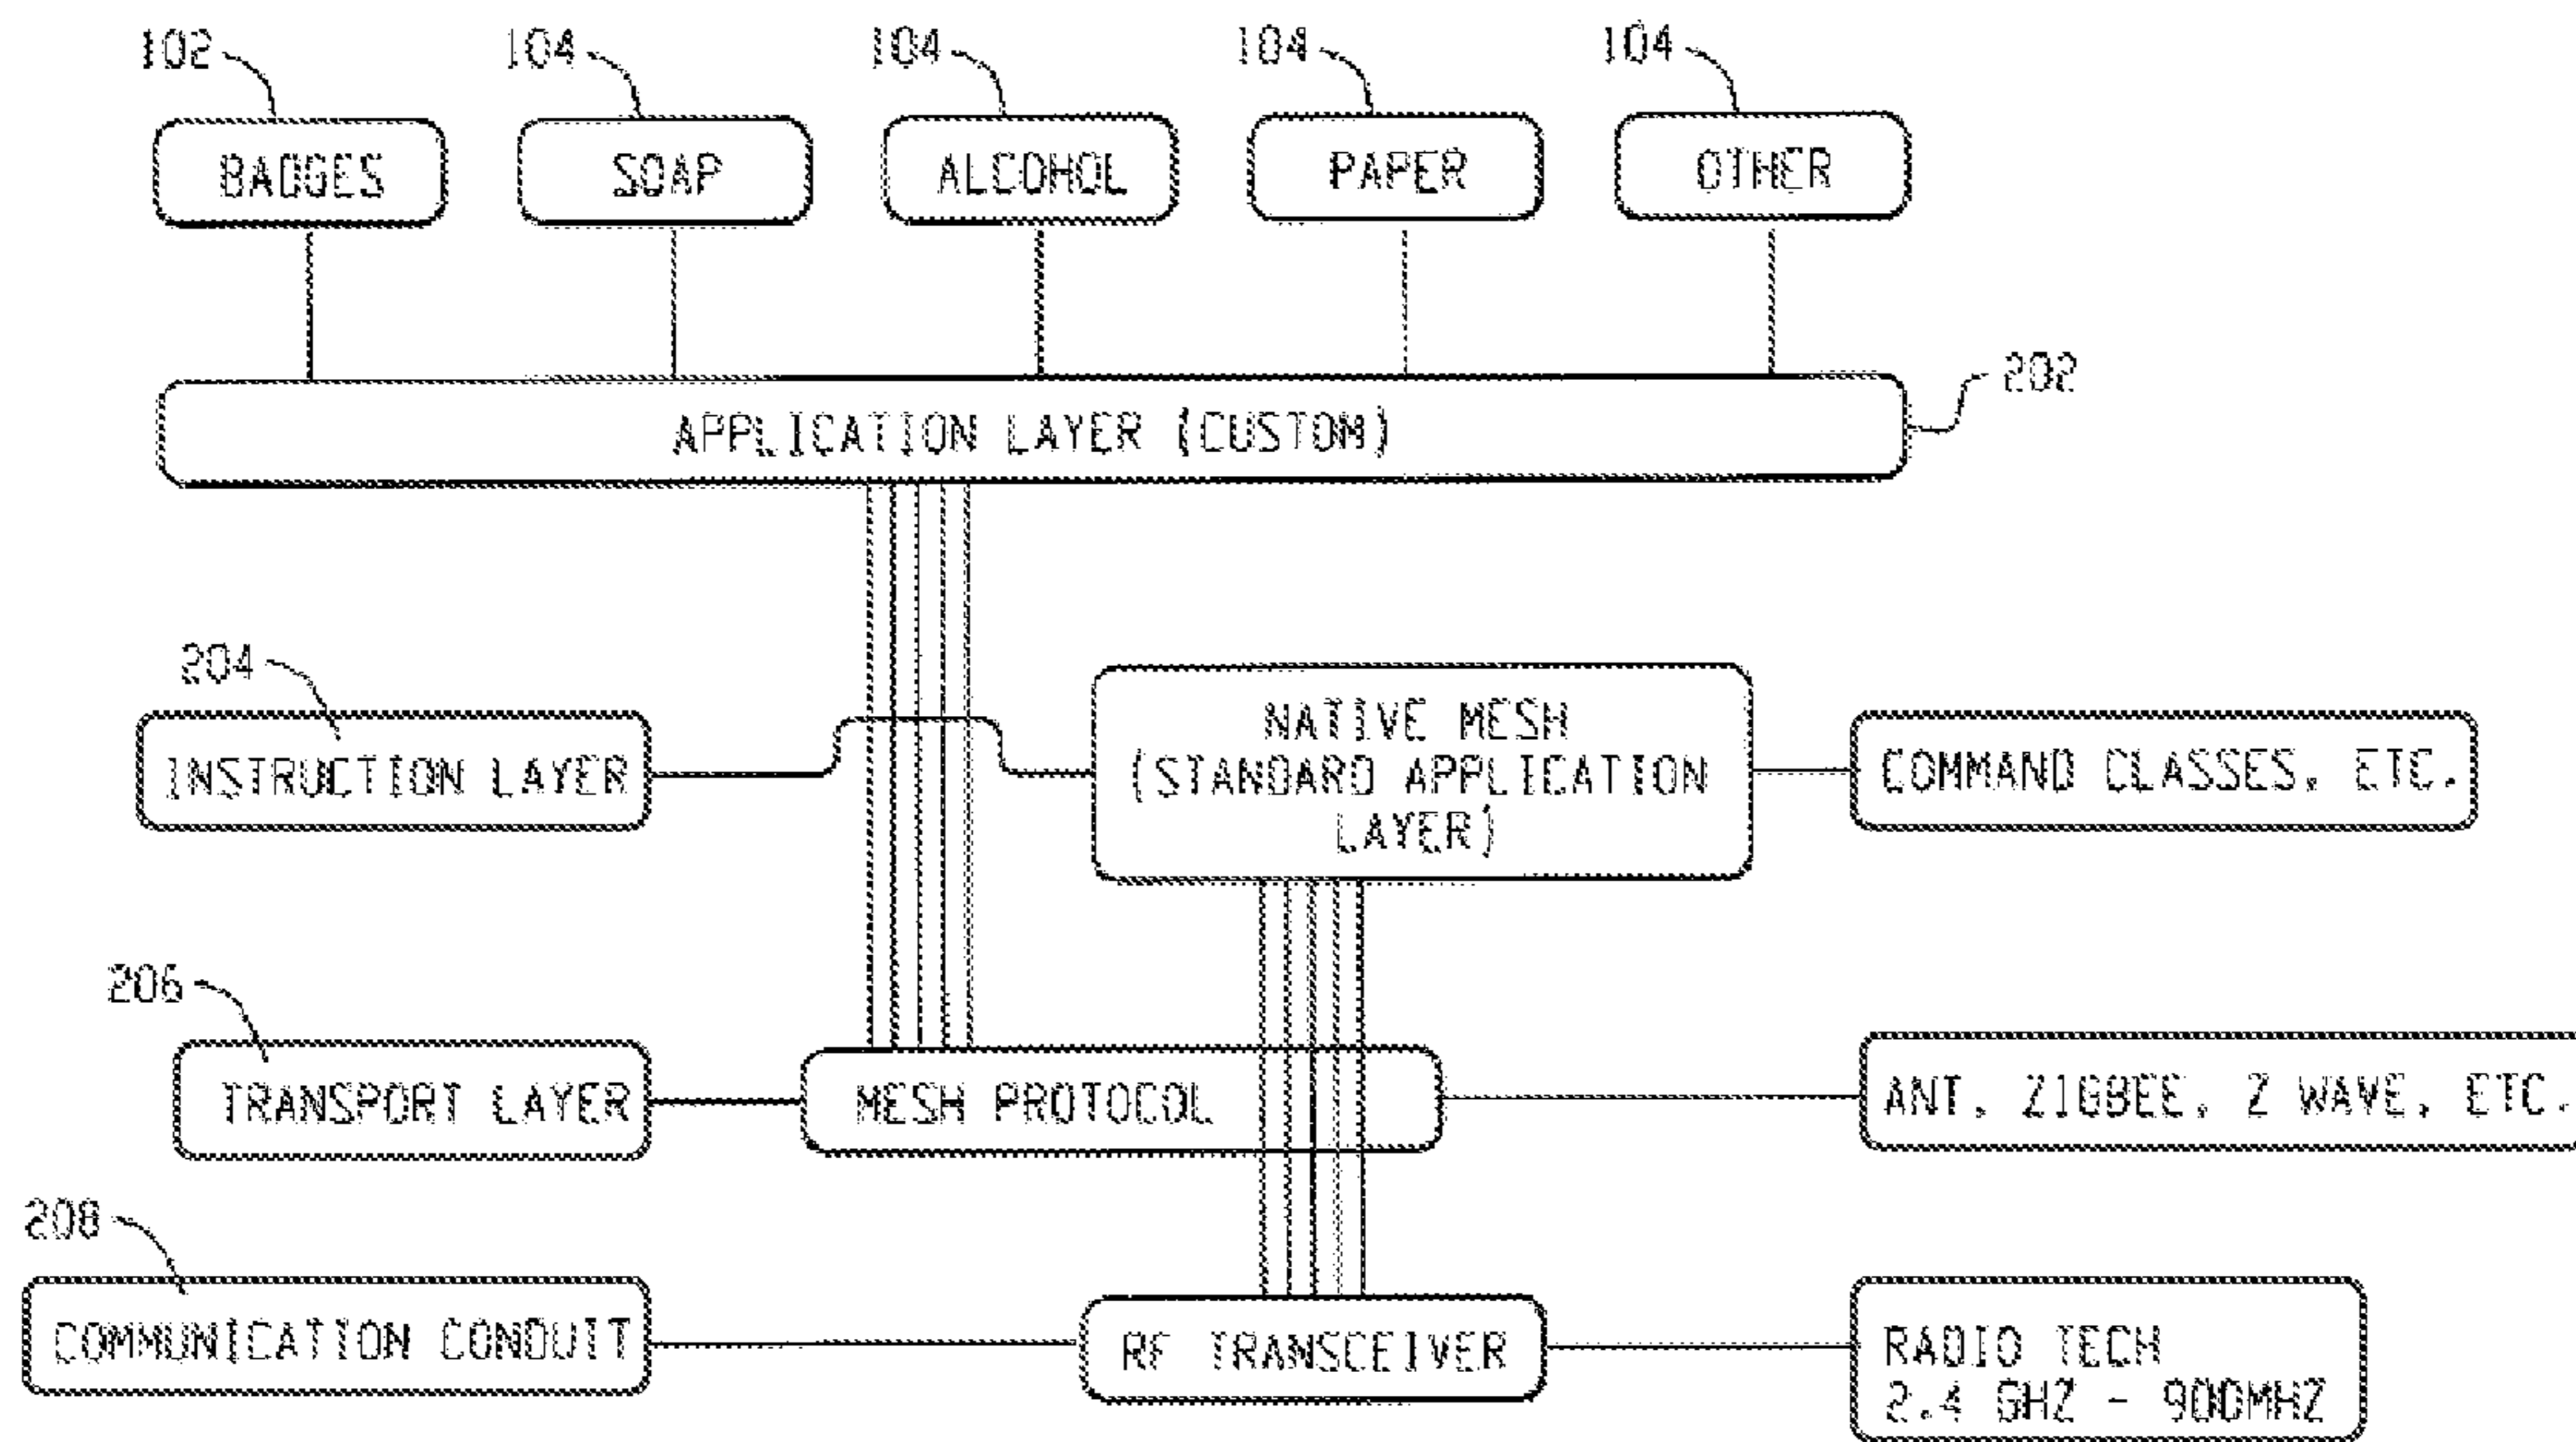 102 104 104 104 104
BADGES SOAP ALCOHOL PAPER OTHER
202
APPLICATION LAYER (CUSTOM)
204
INSTRUCTION LAYER
NATIVE MESH
(STANDARD APPLICATION
LAYER)
COMMAND CLASSES, ETC.
206
TRANSPORT LAYER
MESH PROTOCOL
ANT, ZIGBEE, Z WAVE, ETC.
208
COMMUNICATION CONDUIT
RF TRANSCEIVER
RADIO TECH
2.4 GHZ - 900MHZ